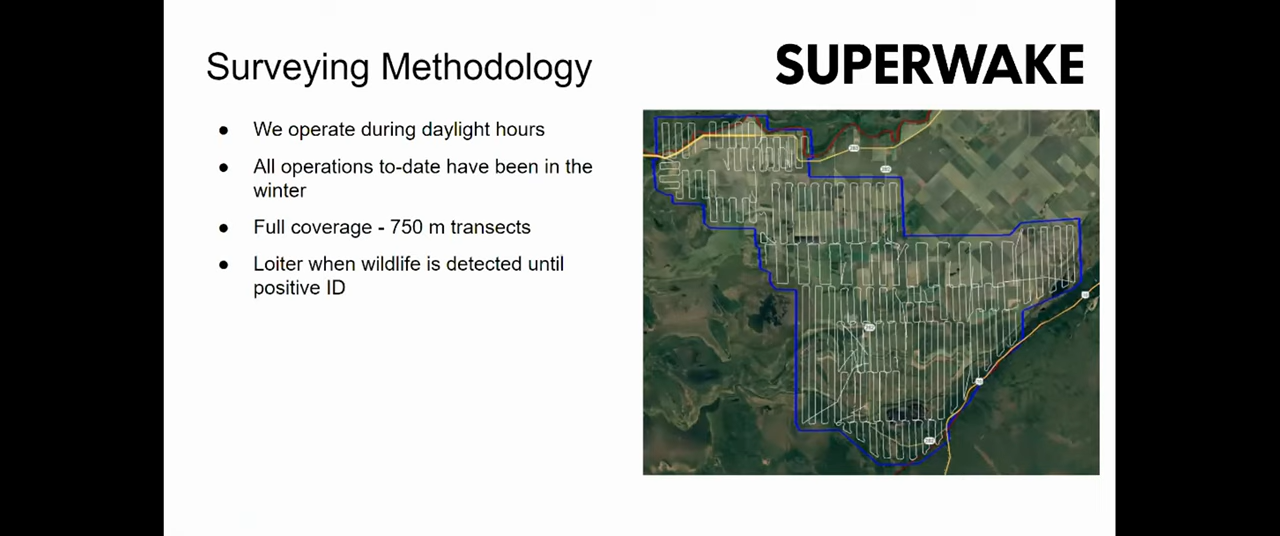 Surveying Methodology
SUPERWAKE
● We operate during daylight hours
● All operations to-date have been in the
winter
● Full coverage - 750 m transects
● Loiter when wildlife is detected until
positive ID